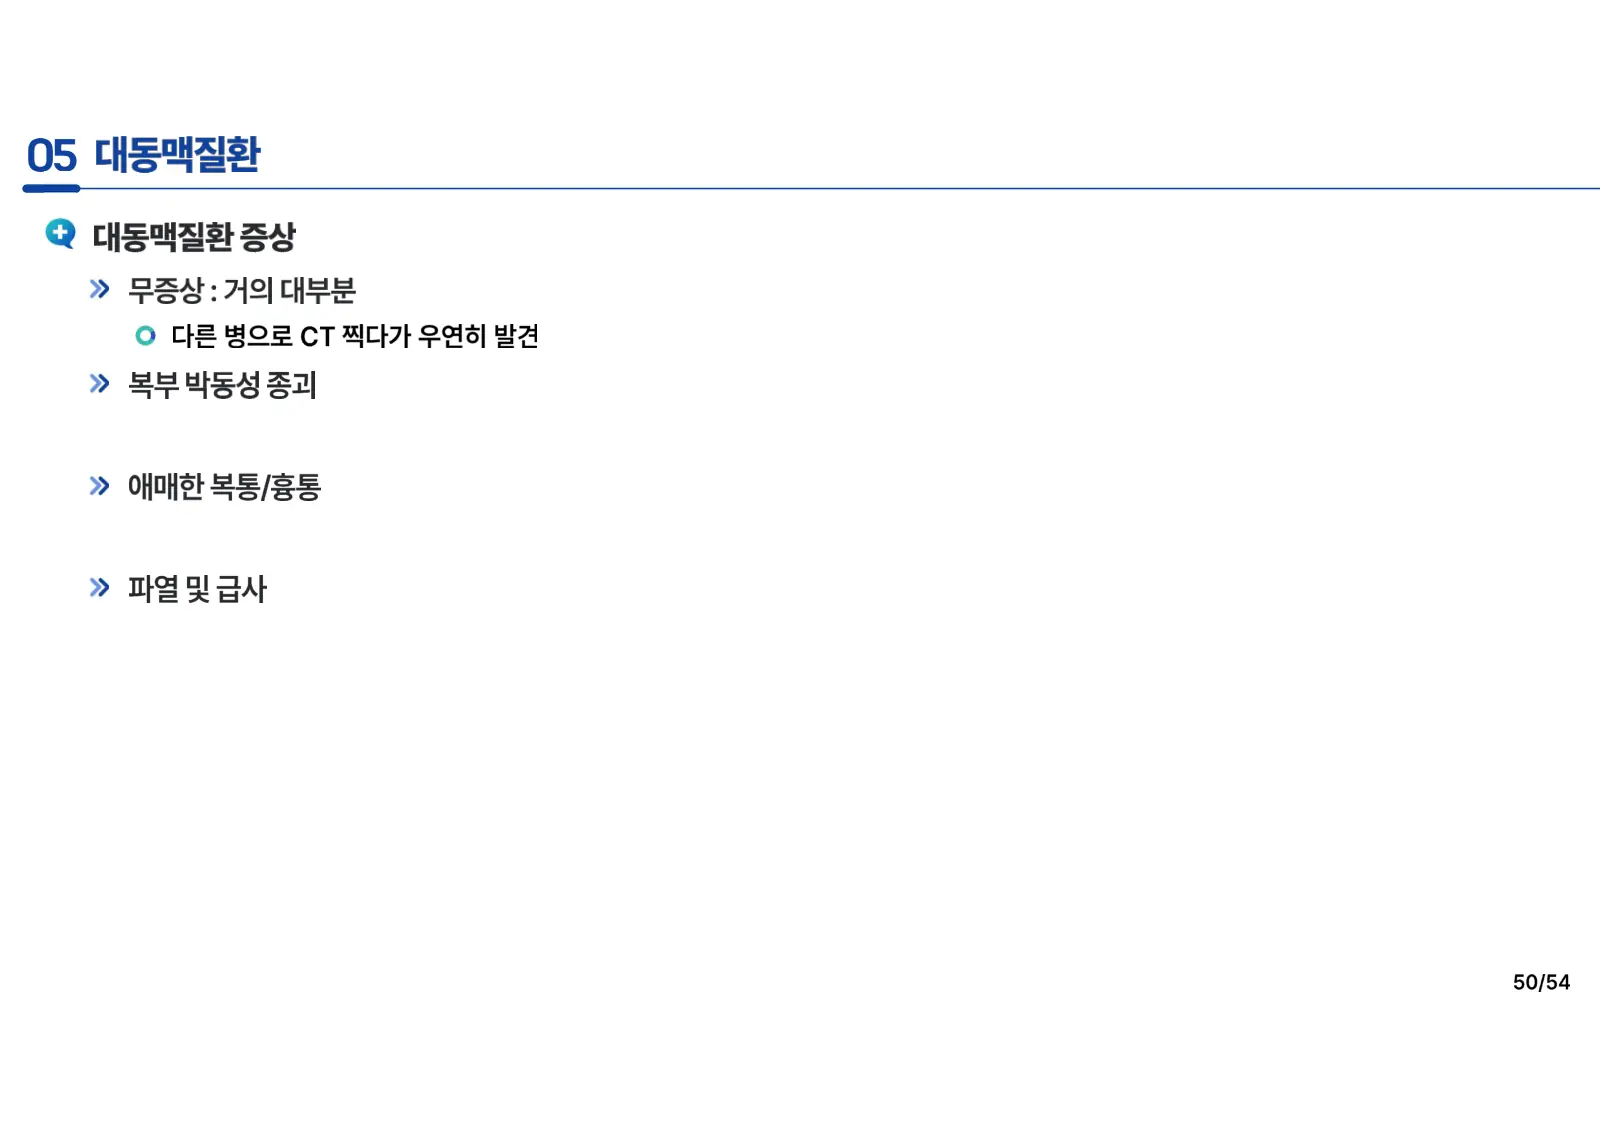 05 대동맥질환
대동맥질환 증상
무증상 : 거의 대부분
다른 병으로 CT 찍다가 우연히 발견
복부 박동성 종괴
애매한 복통/흉통
파열 및 급사
50/54